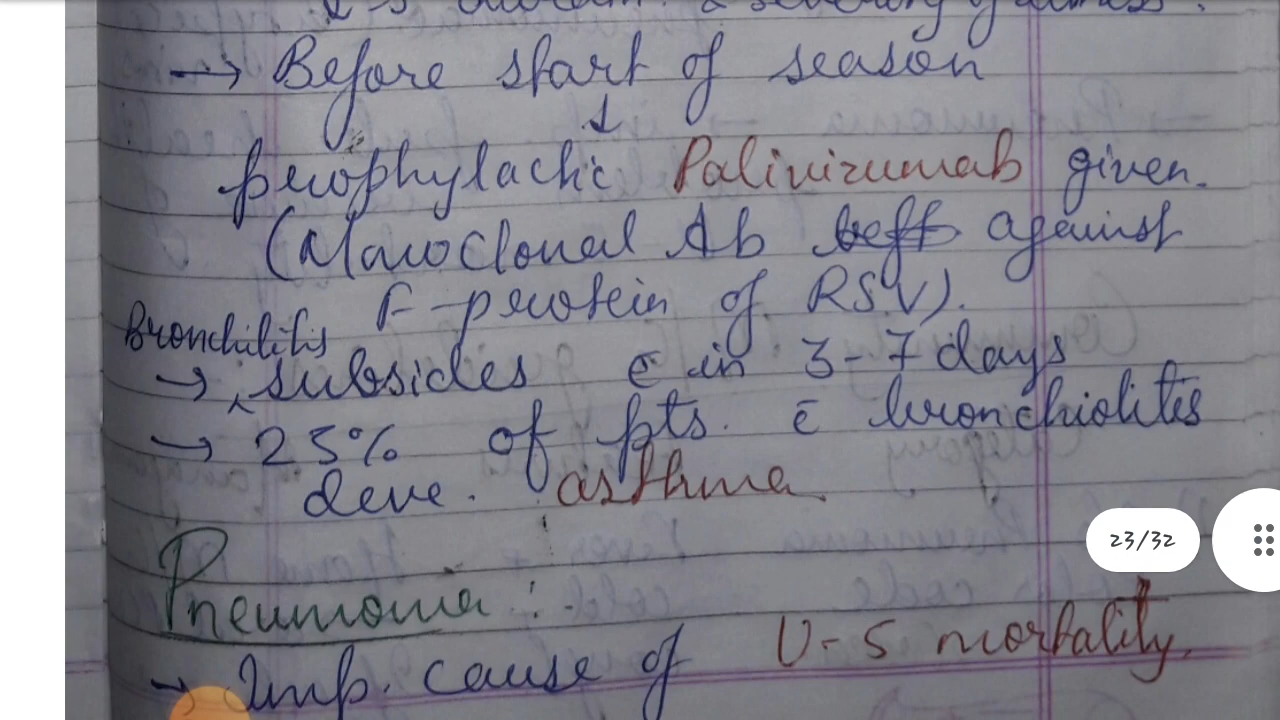 → Before start of season
↓
prophylactic Palivizumab given.
(Monoclonal Ab against
F-protein of RSV).
Bronchilitis
→ subsides c̄ in 3-7 days
→ 25% of pts. c̄ bronchiolitis
deve. asthma
23/32
Pneumonia :
→ Imp. cause of U-5 mortality.